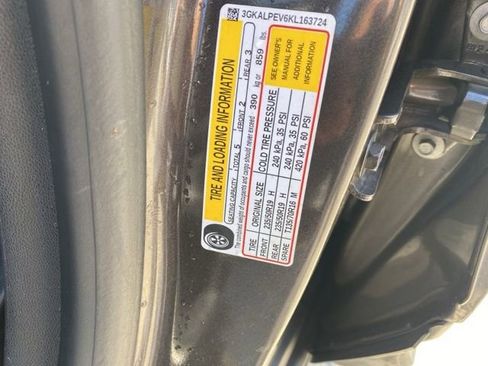 3GKALPEV6KL163724
TIRE AND LOADING INFORMATION
SEATING CAPACITY TOTAL 5 FRONT 2 REAR 3
The combined weight of occupants and cargo should never exceed 390 kg or 859 lbs.
TIRE ORIGINAL SIZE COLD TIRE PRESSURE
FRONT 235/50R19 H 240 kPa, 35 PSI
REAR 235/50R19 H 240 kPa, 35 PSI
SPARE T135/70R16 M 420 kPa, 60 PSI
SEE OWNER'S
MANUAL FOR
ADDITIONAL
INFORMATION